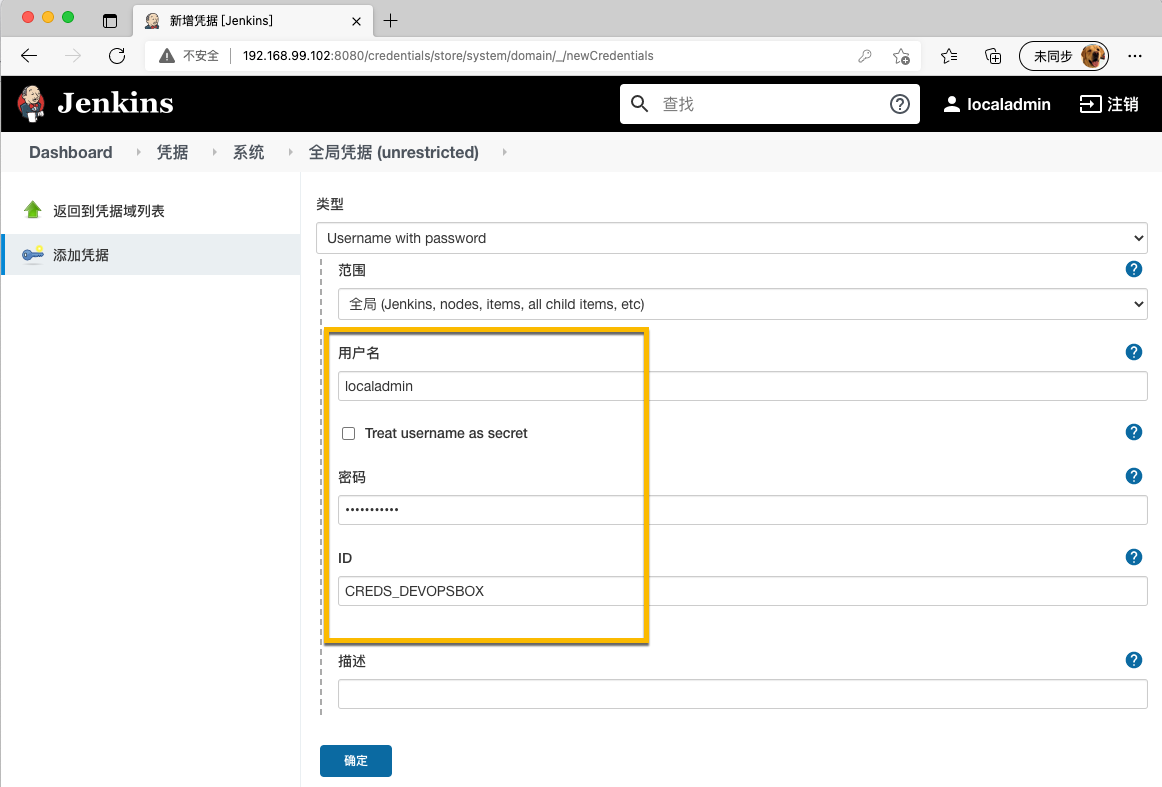 新增凭据 [Jenkins]
不安全 192.168.99.102:8080/credentials/store/system/domain/_/newCredentials 未同步
Jenkins 查找 localadmin 注销
Dashboard 凭据 系统 全局凭据 (unrestricted)
返回到凭据域列表
添加凭据
类型
Username with password
范围
全局 (Jenkins, nodes, items, all child items, etc)
用户名
localadmin
Treat username as secret
密码
•••••••••••
ID
CREDS_DEVOPSBOX
描述
确定